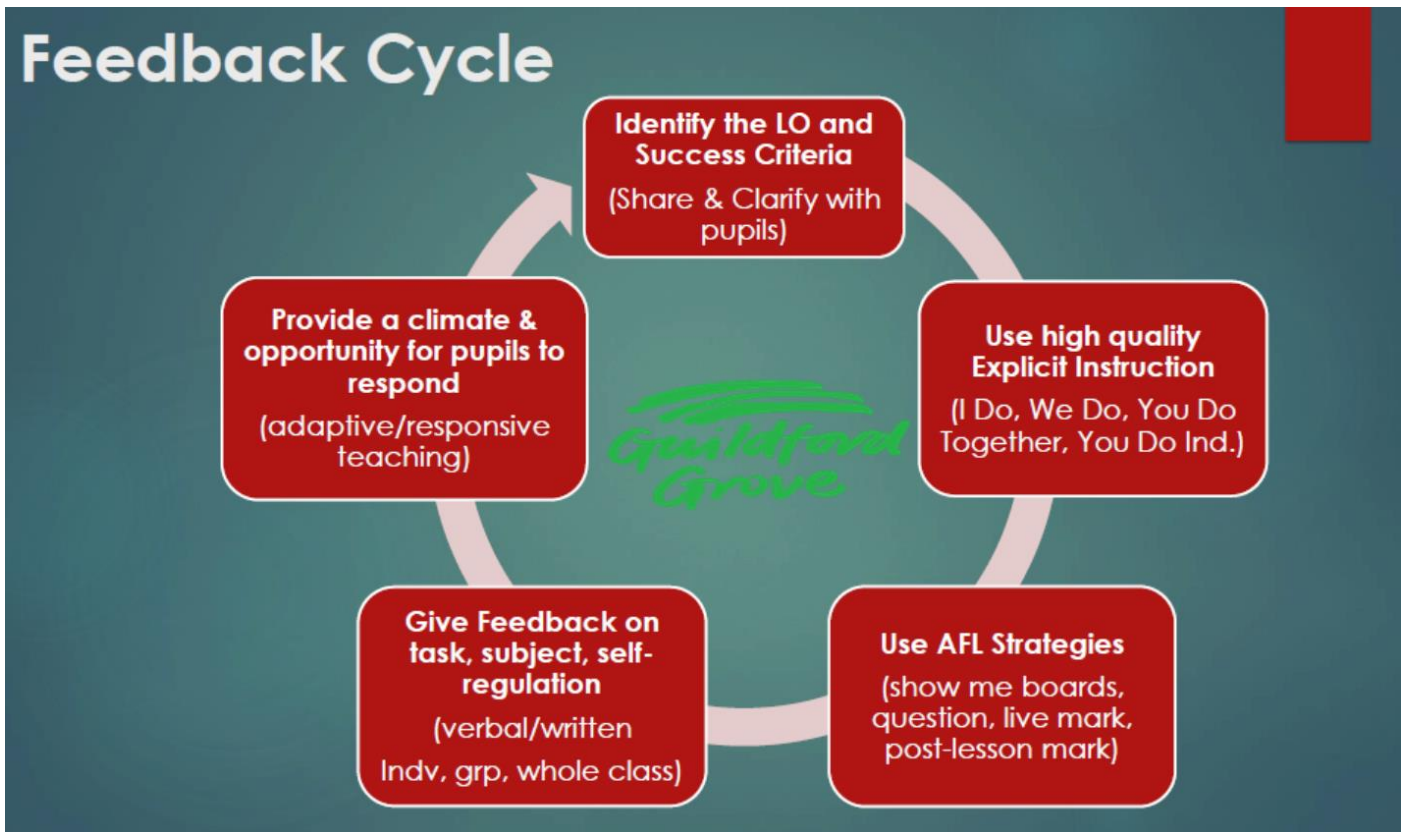 Feedback Cycle
Identify the LO and
Success Criteria
(Share & Clarify with
pupils)
Use high quality
Explicit Instruction
(I Do, We Do, You Do
Together, You Do Ind.)
Use AFL Strategies
(show me boards,
question, live mark,
post-lesson mark)
Give Feedback on
task, subject, self-
regulation
(verbal/written
Indv, grp, whole class)
Provide a climate &
opportunity for pupils to
respond
(adaptive/responsive
teaching)
Guildford
Grove